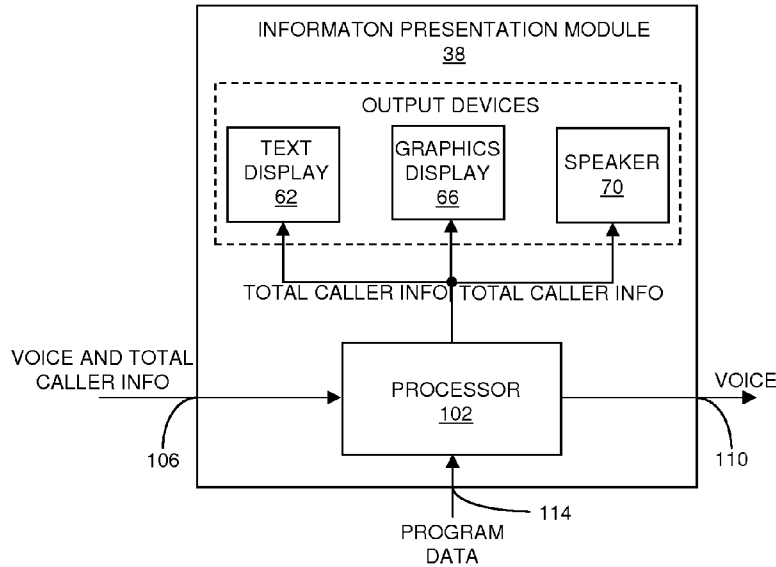 INFORMATON PRESENTATION MODULE
38
OUTPUT DEVICES
TEXT
DISPLAY
62
GRAPHICS
DISPLAY
66
SPEAKER
70
TOTAL CALLER INFO
TOTAL CALLER INFO
VOICE AND TOTAL
CALLER INFO
PROCESSOR
102
VOICE
106
110
114
PROGRAM
DATA